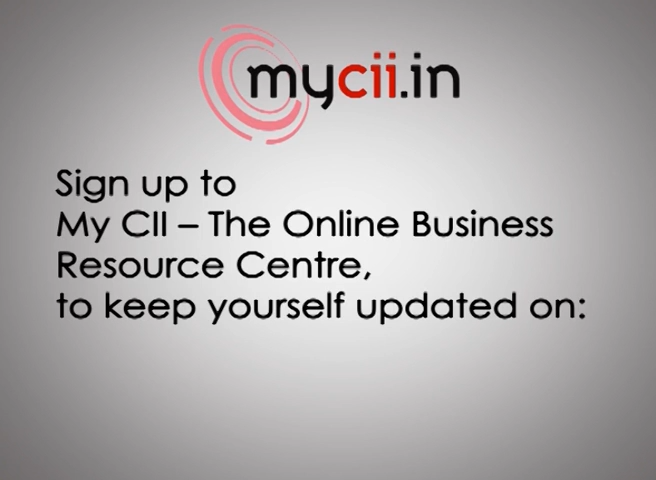 mycii.in
Sign up to
My CII – The Online Business
Resource Centre,
to keep yourself updated on: